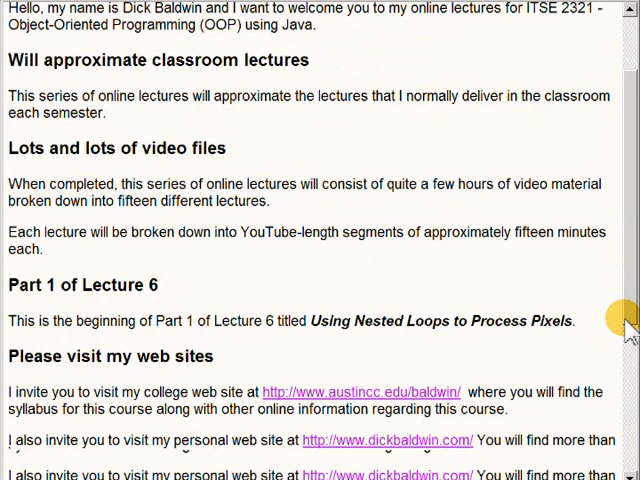 Hello, my name is Dick Baldwin and I want to welcome you to my online lectures for ITSE 2321 -
Object-Oriented Programming (OOP) using Java.
Will approximate classroom lectures
This series of online lectures will approximate the lectures that I normally deliver in the classroom
each semester.
Lots and lots of video files
When completed, this series of online lectures will consist of quite a few hours of video material
broken down into fifteen different lectures.
Each lecture will be broken down into YouTube-length segments of approximately fifteen minutes
each.
Part 1 of Lecture 6
This is the beginning of Part 1 of Lecture 6 titled Using Nested Loops to Process Pixels.
Please visit my web sites
I invite you to visit my college web site at http://www.austincc.edu/baldwin/ where you will find the
syllabus for this course along with other online information regarding this course.
I also invite you to visit my personal web site at http://www.dickbaldwin.com/ You will find more than
I also invite you to visit my personal web site at http://www.dickbaldwin.com/ You will find more than